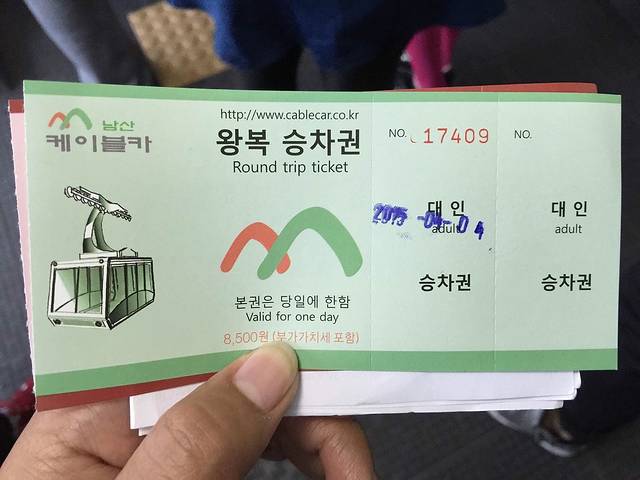 남산
케이블카
http://www.cablecar.co.kr
왕복 승차권
Round trip ticket
본권은 당일에 한함
Valid for one day
8,500원 (부가가치세 포함)
NO. 17409
대 인
adult
2015 -04- 04
승차권
NO.
대 인
adult
승차권